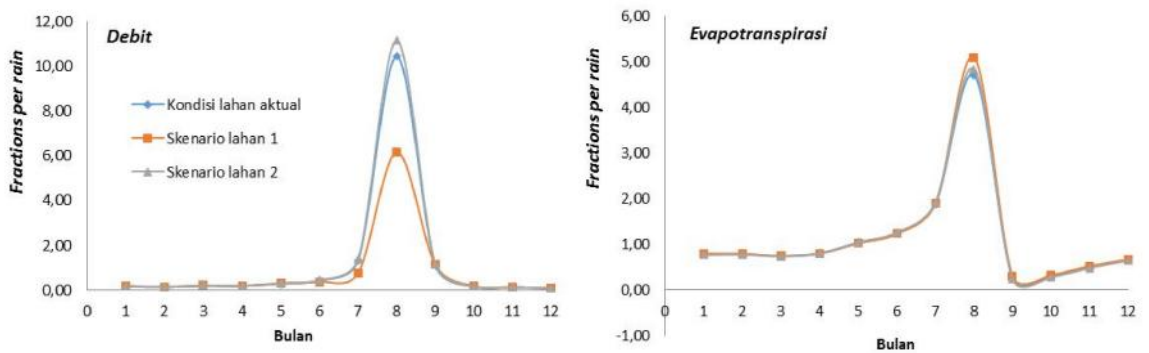 Debit
Fractions per rain
12,00
10,00
8,00
6,00
4,00
2,00
0,00
Kondisi lahan aktual
Skenario lahan 1
Skenario lahan 2
0 1 2 3 4 5 6 7 8 9 10 11 12
Bulan
Evapotranspirasi
Fractions per rain
6,00
5,00
4,00
3,00
2,00
1,00
0,00
-1,00
0 1 2 3 4 5 6 7 8 9 10 11 12
Bulan